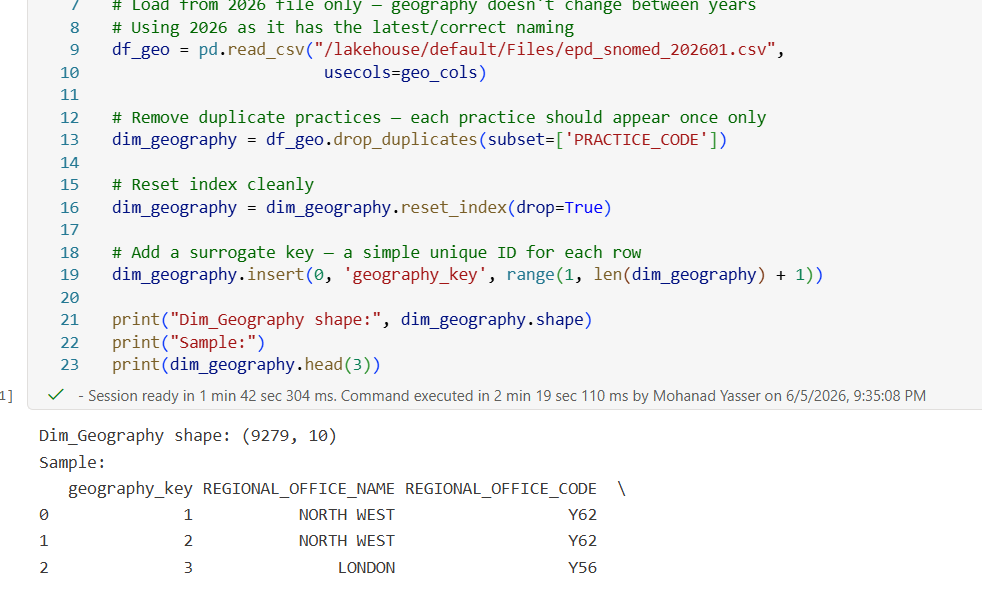 7 # Load from 2026 file only — geography doesn't change between years
8 # Using 2026 as it has the latest/correct naming
9 df_geo = pd.read_csv("/lakehouse/default/Files/epd_snomed_202601.csv",
10 usecols=geo_cols)
11
12 # Remove duplicate practices — each practice should appear once only
13 dim_geography = df_geo.drop_duplicates(subset=['PRACTICE_CODE'])
14
15 # Reset index cleanly
16 dim_geography = dim_geography.reset_index(drop=True)
17
18 # Add a surrogate key — a simple unique ID for each row
19 dim_geography.insert(0, 'geography_key', range(1, len(dim_geography) + 1))
20
21 print("Dim_Geography shape:", dim_geography.shape)
22 print("Sample:")
23 print(dim_geography.head(3))
1] - Session ready in 1 min 42 sec 304 ms. Command executed in 2 min 19 sec 110 ms by Mohanad Yasser on 6/5/2026, 9:35:08 PM
Dim_Geography shape: (9279, 10)
Sample:
geography_key REGIONAL_OFFICE_NAME REGIONAL_OFFICE_CODE \
0 1 NORTH WEST Y62
1 2 NORTH WEST Y62
2 3 LONDON Y56